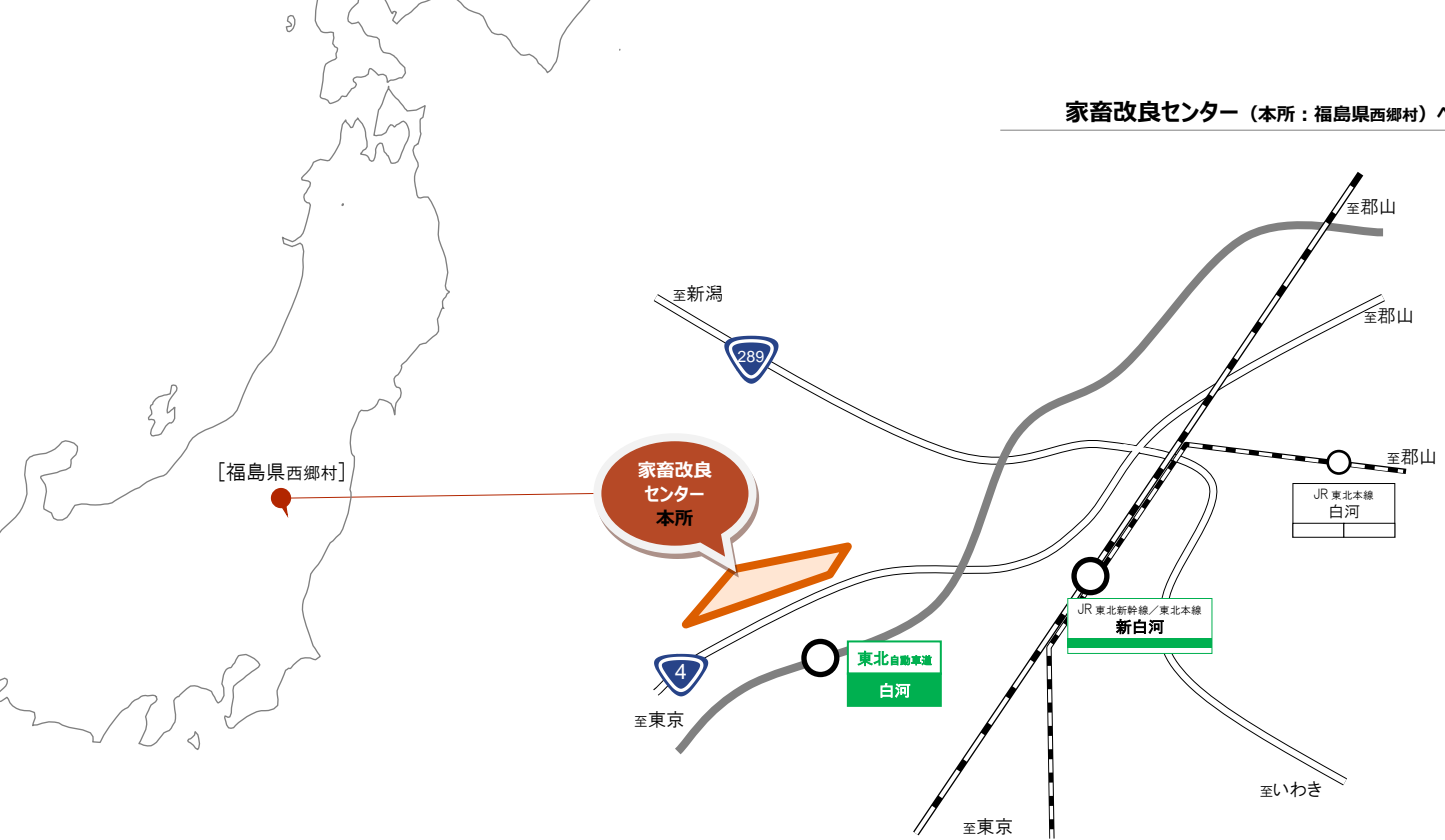 家畜改良センター（本所：福島県西郷村）へ
至郡山
至新潟
至郡山
289
至郡山
[福島県西郷村]
家畜改良
センター
本所
JR 東北本線
白河
JR 東北新幹線／東北本線
新白河
東北自動車道
白河
4
至東京
至いわき
至東京